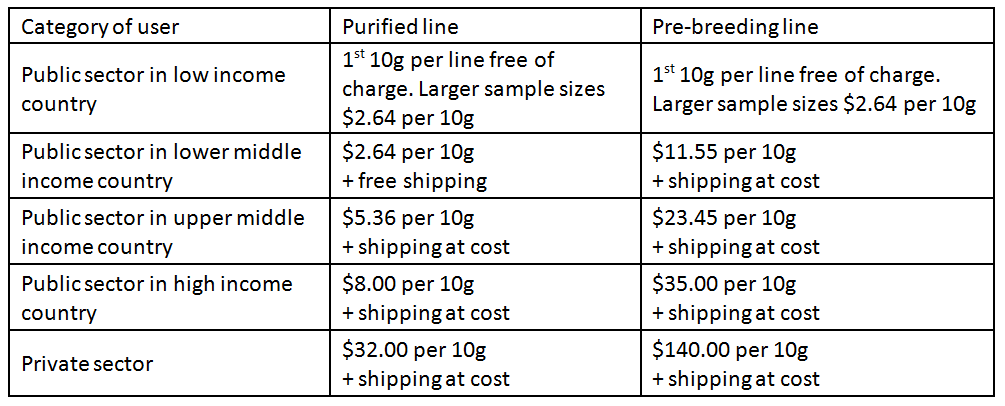 Category of user
Purified line
Pre-breeding line
Public sector in low income
country
1st 10g per line free of
charge. Larger sample sizes
$2.64 per 10g
1st 10g per line free of charge.
Larger sample sizes $2.64 per 10g
Public sector in lower middle
income country
$2.64 per 10g
+ free shipping
$11.55 per 10g
+ shipping at cost
Public sector in upper middle
income country
$5.36 per 10g
+ shipping at cost
$23.45 per 10g
+ shipping at cost
Public sector in high income
country
$8.00 per 10g
+ shipping at cost
$35.00 per 10g
+ shipping at cost
Private sector
$32.00 per 10g
+ shipping at cost
$140.00 per 10g
+ shipping at cost